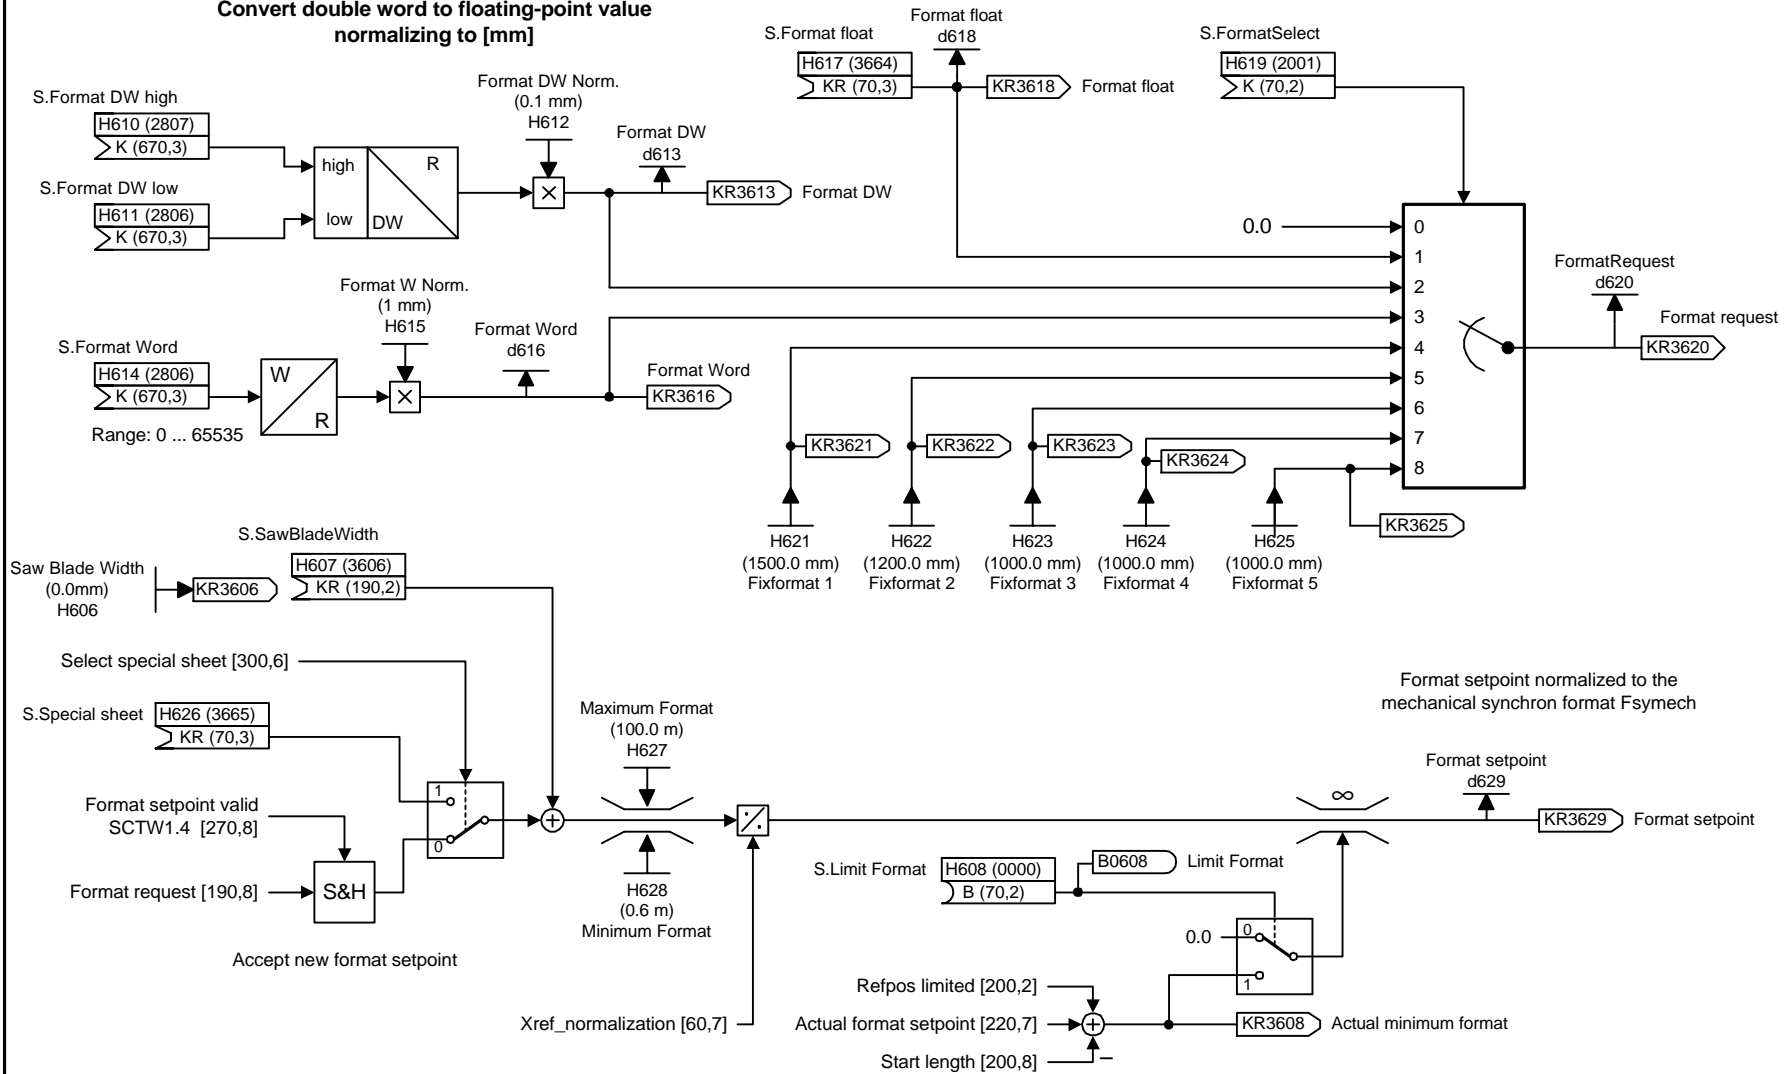 Convert double word to floating-point value
normalizing to [mm]
S.Format DW high
H610 (2807)
K (670,3)
S.Format DW low
H611 (2806)
K (670,3)
high
low
R
DW
Format DW Norm.
(0.1 mm)
H612
×
Format DW
d613
KR3613
Format DW
S.Format float
H617 (3664)
KR (70,3)
Format float
d618
KR3618
Format float
S.FormatSelect
H619 (2001)
K (70,2)
0.0
0
1
2
3
4
5
6
7
8
FormatRequest
d620
Format request
KR3620
S.Format Word
H614 (2806)
K (670,3)
Range: 0 ... 65535
W
R
Format W Norm.
(1 mm)
H615
×
Format Word
d616
Format Word
KR3616
KR3621
KR3622
KR3623
KR3624
KR3625
H621
(1500.0 mm)
Fixformat 1
H622
(1200.0 mm)
Fixformat 2
H623
(1000.0 mm)
Fixformat 3
H624
(1000.0 mm)
Fixformat 4
H625
(1000.0 mm)
Fixformat 5
S.SawBladeWidth
Saw Blade Width
(0.0mm)
H606
KR3606
H607 (3606)
KR (190,2)
Select special sheet [300,6]
S.Special sheet
H626 (3665)
KR (70,3)
Format setpoint valid
SCTW1.4 [270,8]
Format request [190,8]
S&H
Accept new format setpoint
1
0
+
Maximum Format
(100.0 m)
H627
H628
(0.6 m)
Minimum Format
Xref_normalization [60,7]
Format setpoint normalized to the
mechanical synchron format Fsymech
∞
Format setpoint
d629
KR3629
Format setpoint
S.Limit Format
H608 (0000)
B (70,2)
B0608
Limit Format
0.0
0
1
Refpos limited [200,2]
Actual format setpoint [220,7]
Start length [200,8]
+
−
KR3608
Actual minimum format